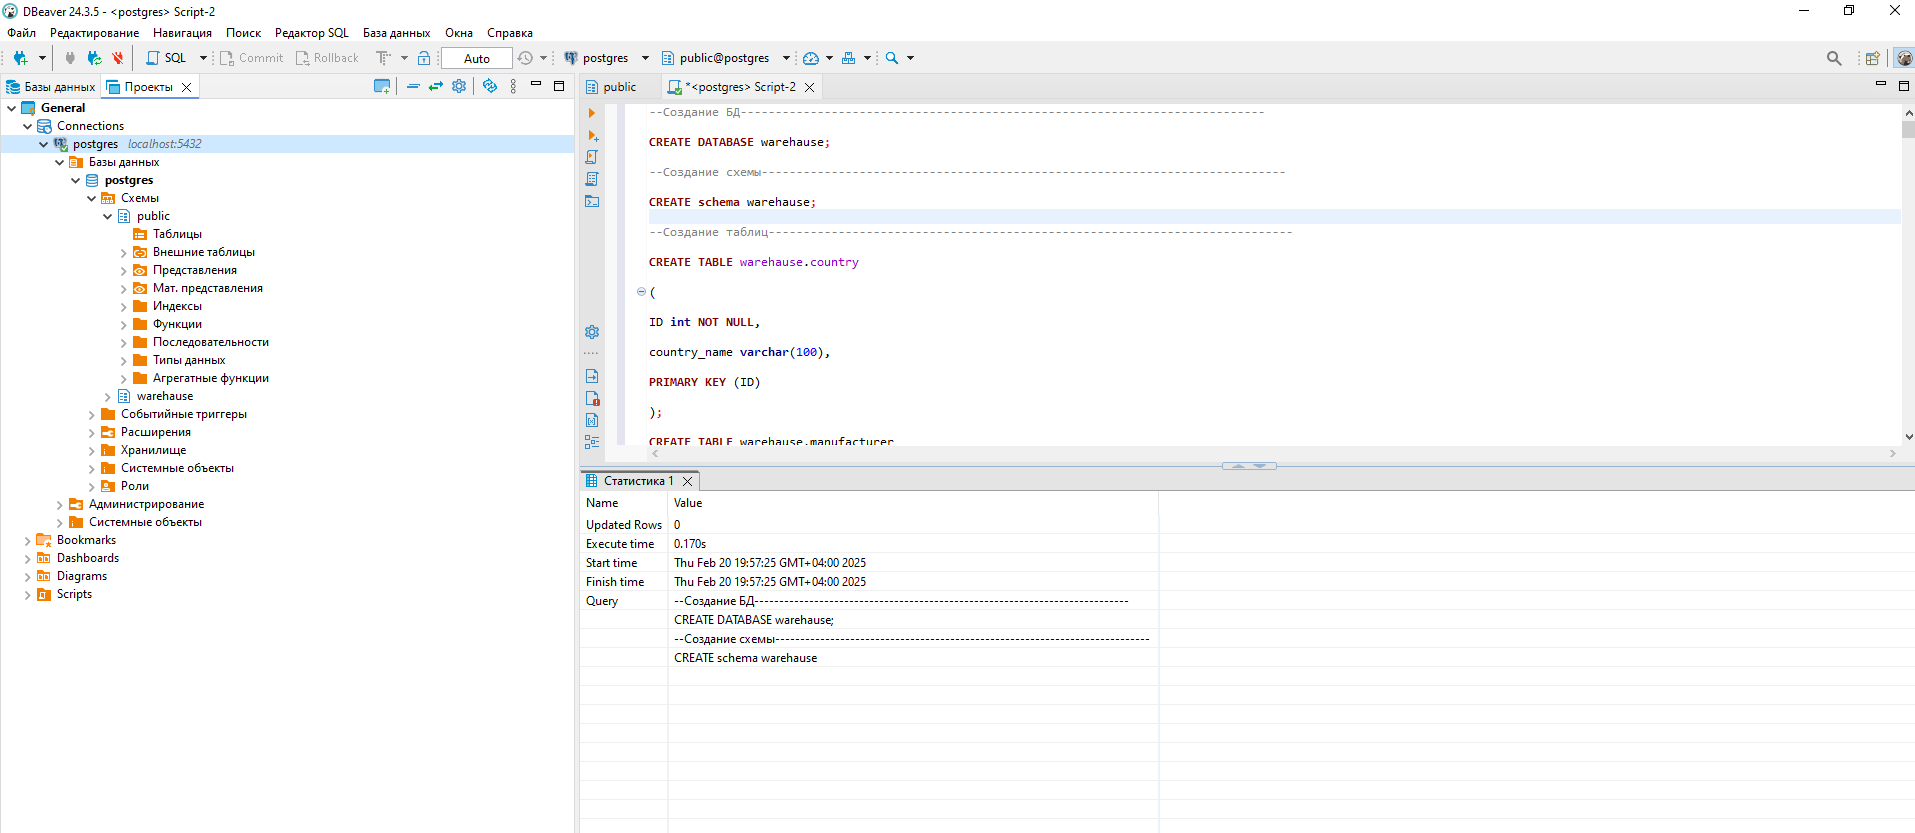 DBeaver 24.3.5 - <postgres> Script-2
Файл Редактирование Навигация Поиск Редактор SQL База данных Окна Справка
SQL Commit Rollback Auto postgres public@postgres
Базы данных Проекты
General
Connections
postgres localhost:5432
Базы данных
postgres
Схемы
public
Таблицы
Внешние таблицы
Представления
Мат. представления
Индексы
Функции
Последовательности
Типы данных
Агрегатные функции
warehause
Событийные триггеры
Расширения
Хранилище
Системные объекты
Роли
Администрирование
Системные объекты
Bookmarks
Dashboards
Diagrams
Scripts
public *<postgres> Script-2
--Создание БД---------------------------------------------------------------------------
CREATE DATABASE warehause;
--Создание схемы---------------------------------------------------------------------------
CREATE schema warehause;
--Создание таблиц---------------------------------------------------------------------------
CREATE TABLE warehause.country
(
ID int NOT NULL,
country_name varchar(100),
PRIMARY KEY (ID)
);
CREATE TABLE warehause.manufacturer
Статистика 1
Name Value
Updated Rows 0
Execute time 0.170s
Start time Thu Feb 20 19:57:25 GMT+04:00 2025
Finish time Thu Feb 20 19:57:25 GMT+04:00 2025
Query --Создание БД---------------------------------------------------------------------------
CREATE DATABASE warehause;
--Создание схемы---------------------------------------------------------------------------
CREATE schema warehause